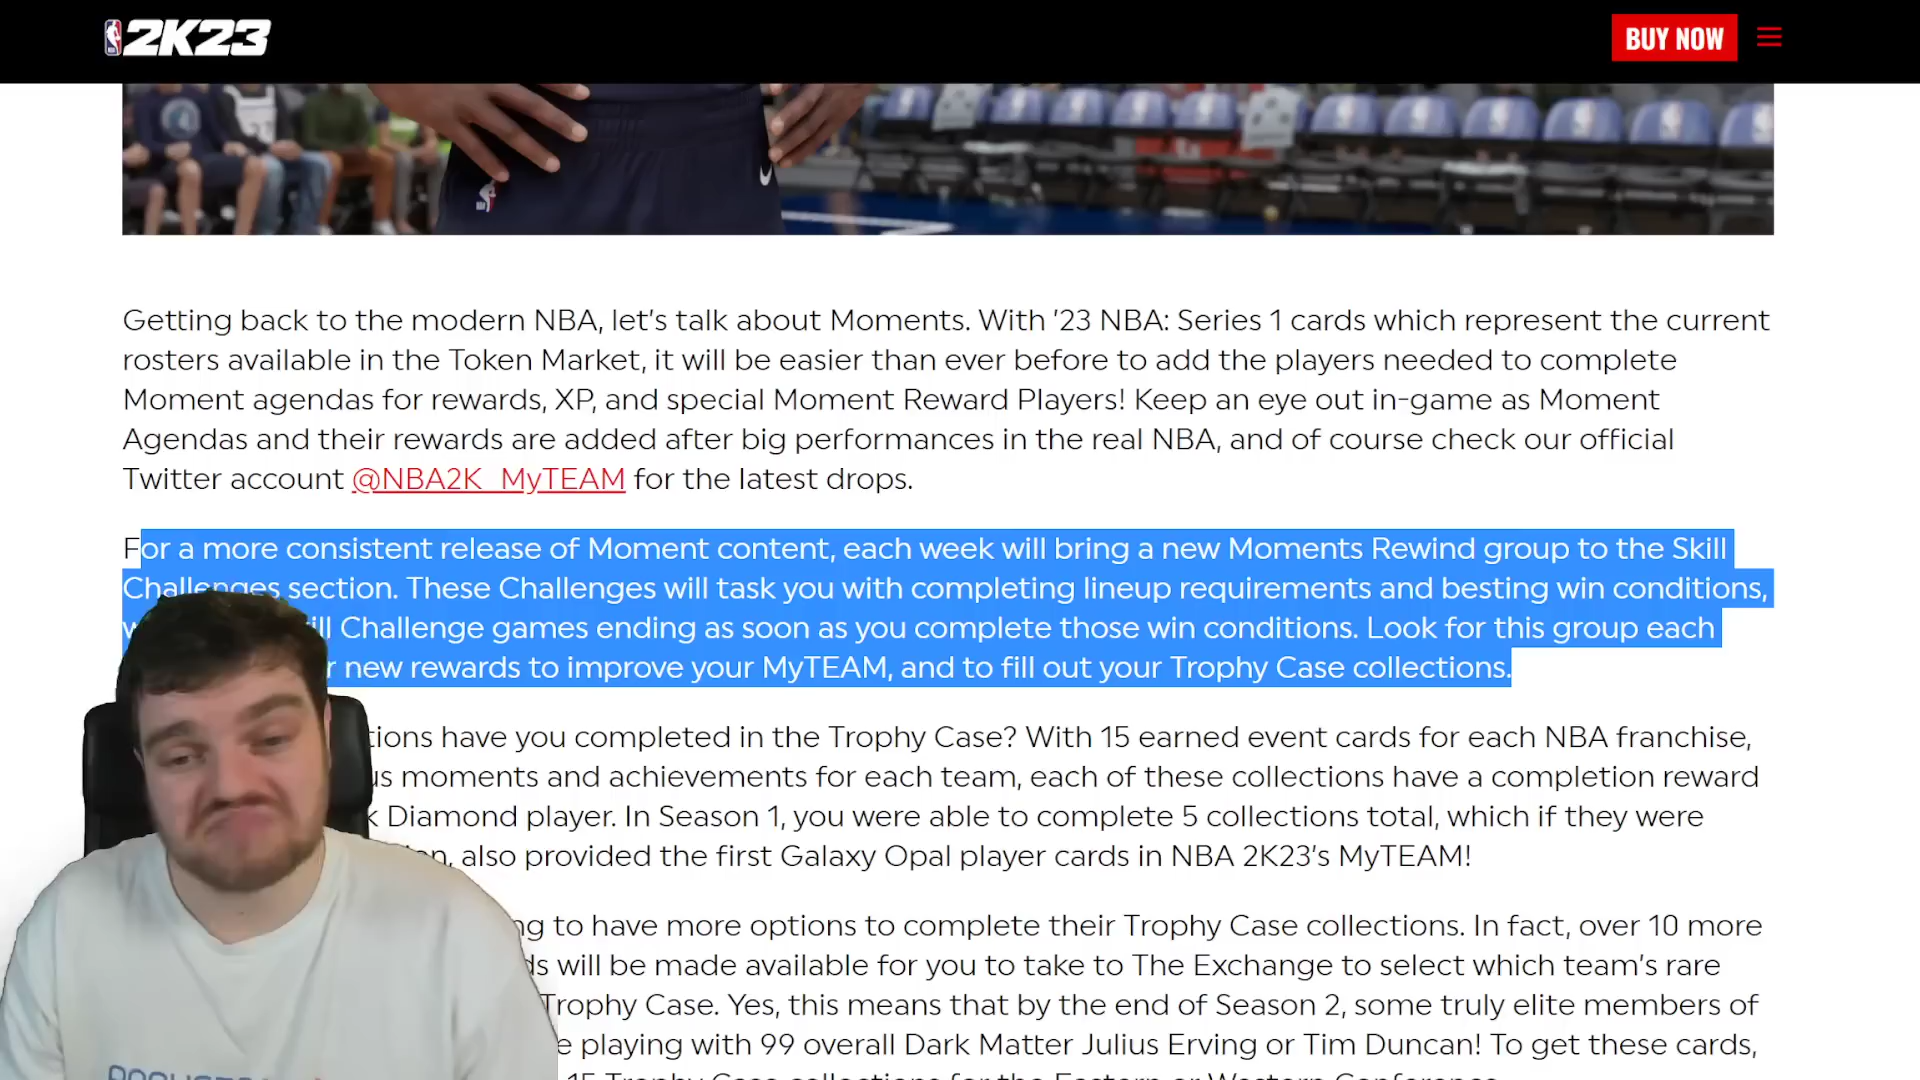 2K23
BUY NOW
Getting back to the modern NBA, let's talk about Moments. With '23 NBA: Series 1 cards which represent the current
rosters available in the Token Market, it will be easier than ever before to add the players needed to complete
Moment agendas for rewards, XP, and special Moment Reward Players! Keep an eye out in-game as Moment
Agendas and their rewards are added after big performances in the real NBA, and of course check our official
Twitter account @NBA2K_MyTEAM for the latest drops.
For a more consistent release of Moment content, each week will bring a new Moments Rewind group to the Skill
Challenges section. These Challenges will task you with completing lineup requirements and besting win conditions,
Challenge games ending as soon as you complete those win conditions. Look for this group each
new rewards to improve your MyTEAM, and to fill out your Trophy Case collections.
have you completed in the Trophy Case? With 15 earned event cards for each NBA franchise,
moments and achievements for each team, each of these collections have a completion reward
Diamond player. In Season 1, you were able to complete 5 collections total, which if they were
also provided the first Galaxy Opal player cards in NBA 2K23's MyTEAM!
to have more options to complete their Trophy Case collections. In fact, over 10 more
will be made available for you to take to The Exchange to select which team's rare
Trophy Case. Yes, this means that by the end of Season 2, some truly elite members of
playing with 99 overall Dark Matter Julius Erving or Tim Duncan! To get these cards,
15 Trophy Case collections for the Eastern or Western Conference.